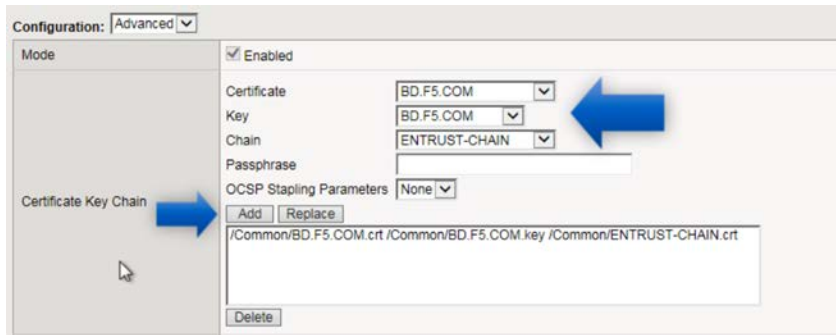 Configuration: Advanced
Mode Enabled
Certificate BD.F5.COM
Key BD.F5.COM
Chain ENTRUST-CHAIN
Passphrase
OCSP Stapling Parameters None
Certificate Key Chain
Add Replace
/Common/BD.F5.COM.crt /Common/BD.F5.COM.key /Common/ENTRUST-CHAIN.crt
Delete